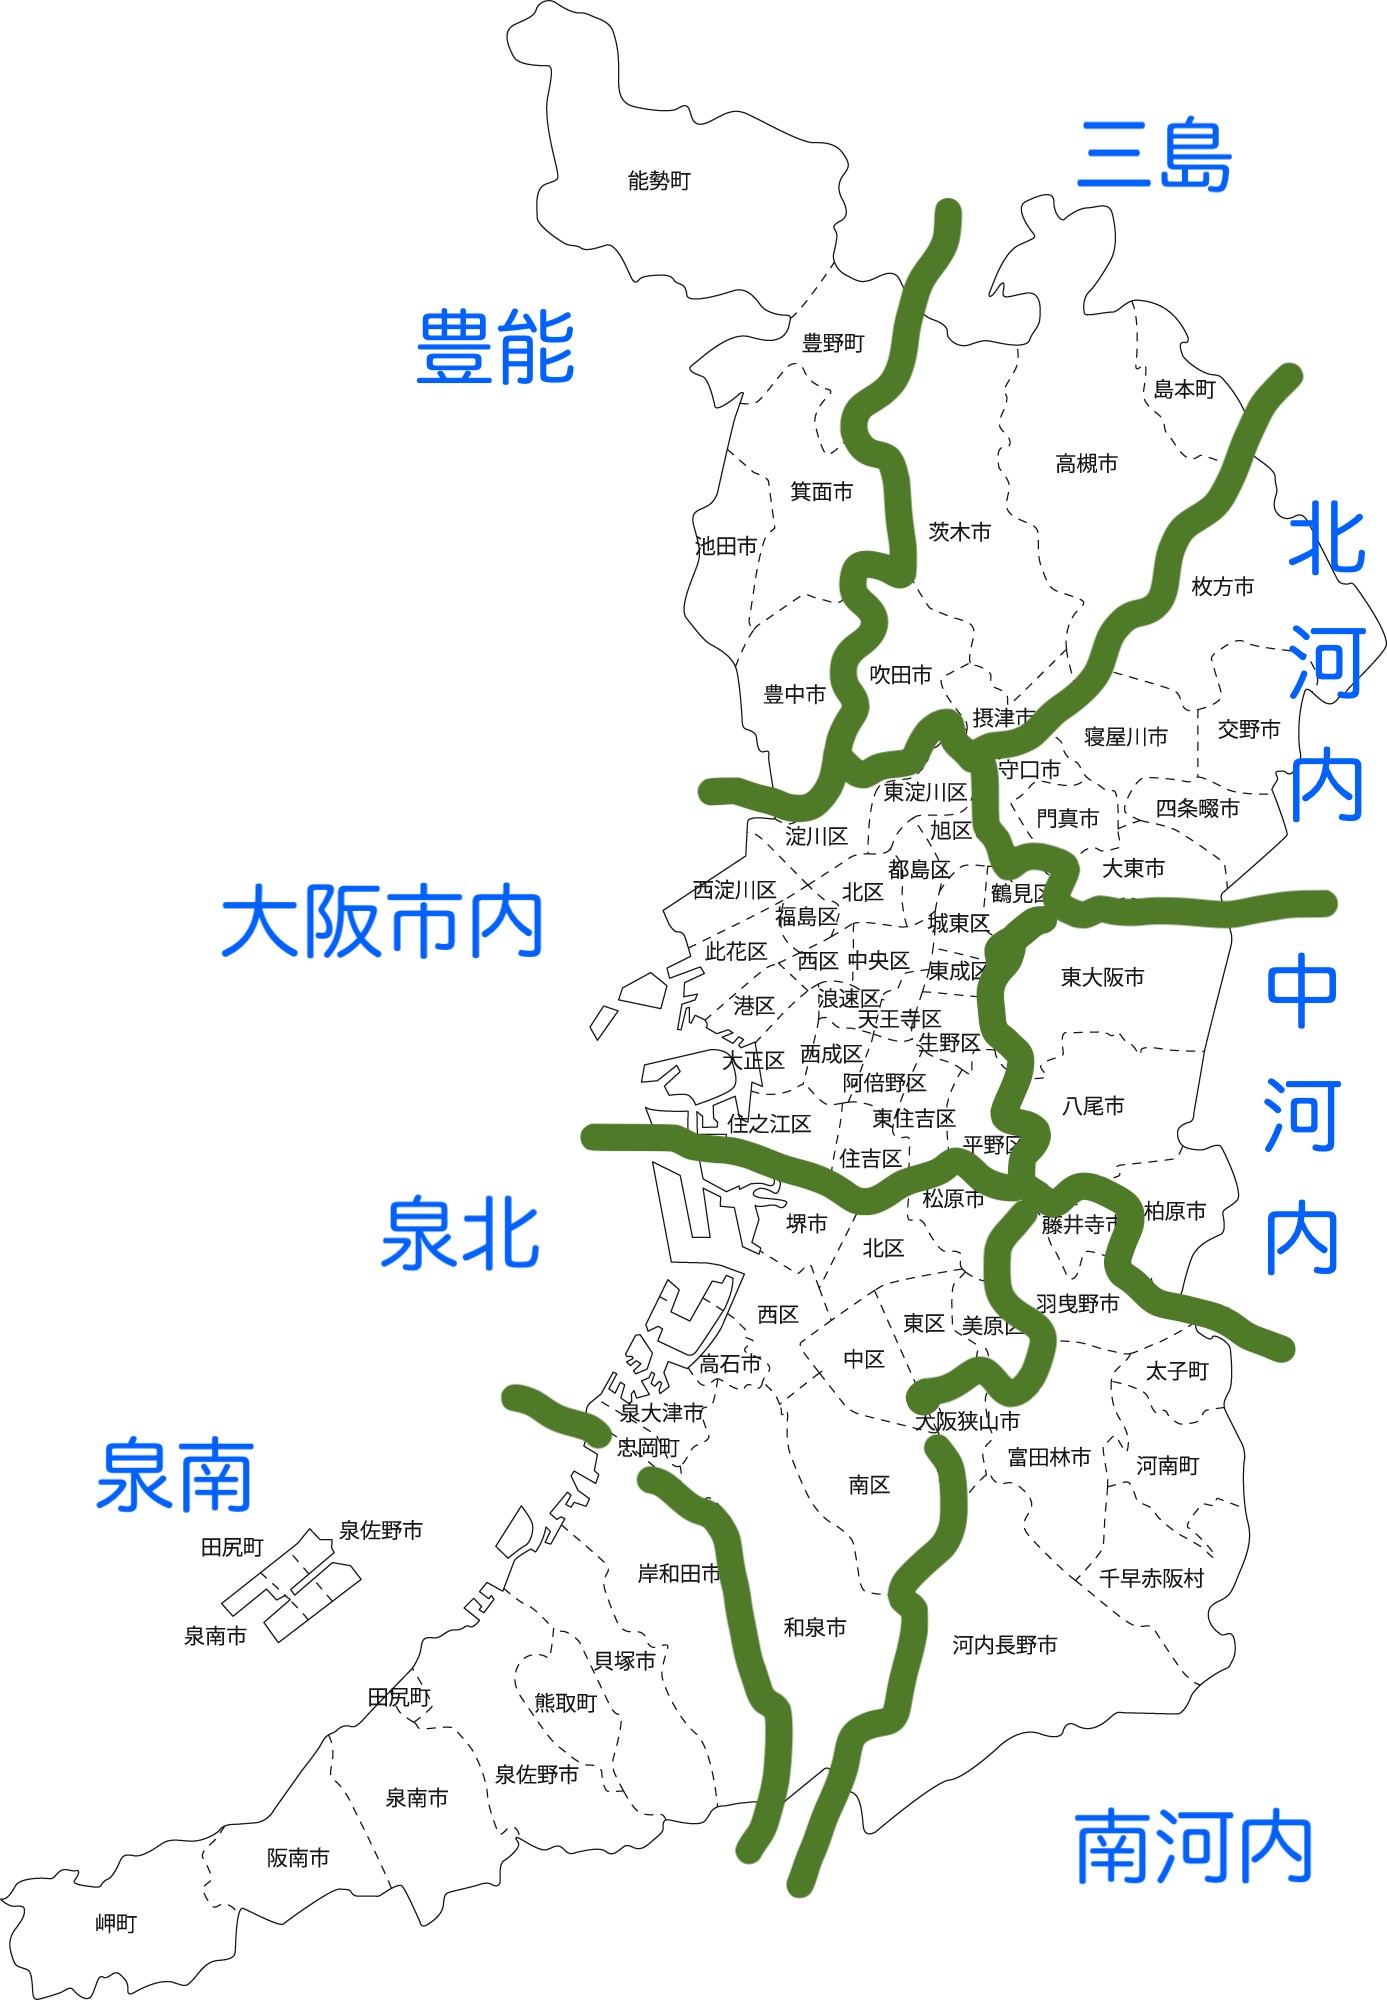 三島
能勢町
豊能
豊野町
島本町
高槻市
箕面市
茨木市
池田市
北河内
枚方市
吹田市
豊中市
摂津市
寝屋川市
交野市
守口市
東淀川区
四条畷市
門真市
旭区
淀川区
都島区
大東市
西淀川区
北区
鶴見区
大阪市内
福島区
城東区
此花区
西区
中央区
東成区
東大阪市
中河内
港区
浪速区
天王寺区
生野区
大正区
西成区
阿倍野区
八尾市
住之江区
東住吉区
平野区
住吉区
松原市
泉北
堺市
藤井寺市
柏原市
北区
羽曳野市
西区
東区
美原区
中区
高石市
太子町
泉大津市
大阪狭山市
忠岡町
富田林市
河南町
泉南
南区
泉佐野市
田尻町
泉南市
岸和田市
千早赤阪村
和泉市
河内長野市
貝塚市
田尻町
熊取町
泉佐野市
泉南市
南河内
阪南市
岬町